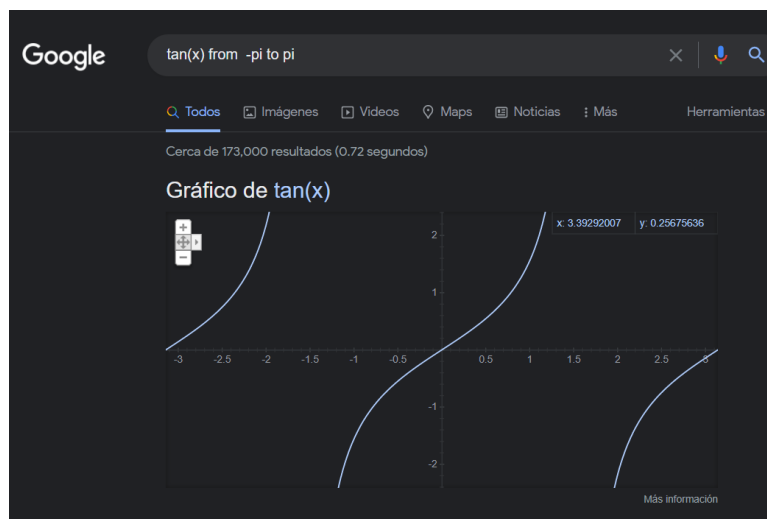 Google
tan(x) from -pi to pi
Todos Imágenes Videos Maps Noticias Más Herramientas
Cerca de 173,000 resultados (0.72 segundos)
Gráfico de tan(x)
x: 3.39292007 y: 0.25675636
2
1
-3 -2.5 -2 -1.5 -1 -0.5 0.5 1 1.5 2 2.5 3
-1
-2
Más información